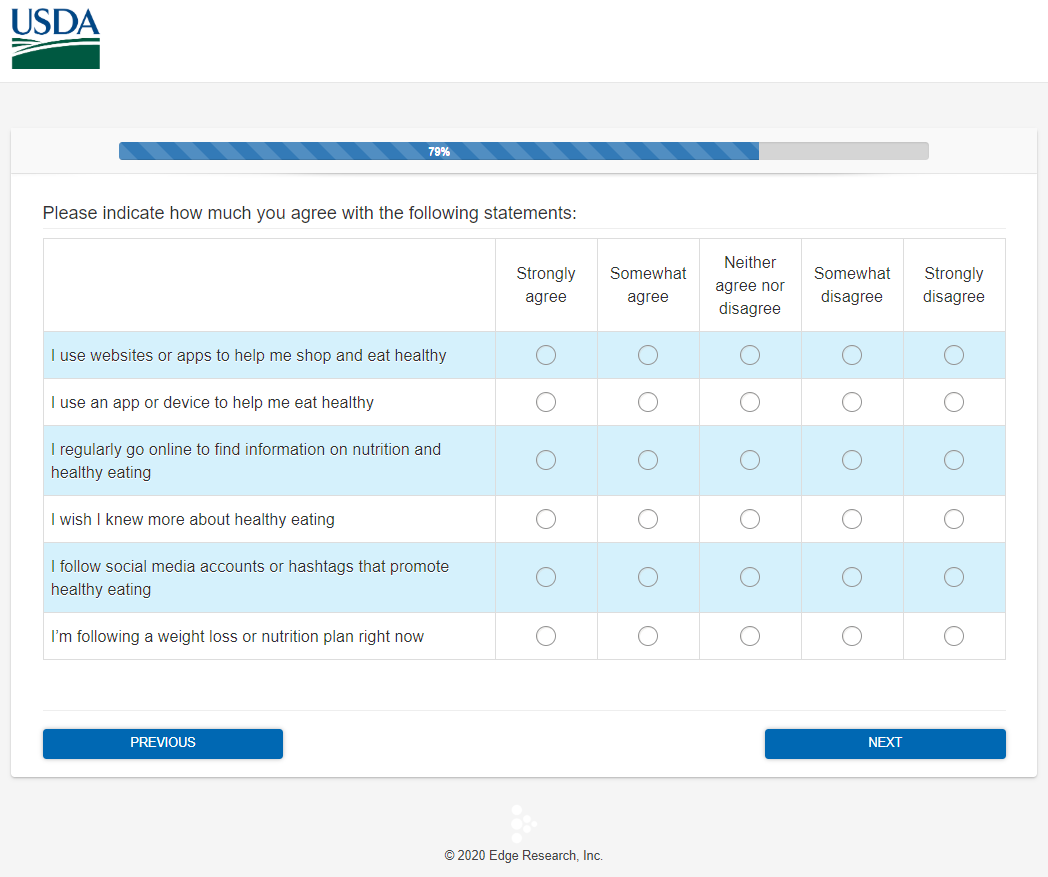 USDA
79%
Please indicate how much you agree with the following statements:
Strongly
agree
Somewhat
agree
Neither
agree nor
disagree
Somewhat
disagree
Strongly
disagree
I use websites or apps to help me shop and eat healthy
I use an app or device to help me eat healthy
I regularly go online to find information on nutrition and
healthy eating
I wish I knew more about healthy eating
I follow social media accounts or hashtags that promote
healthy eating
I’m following a weight loss or nutrition plan right now
PREVIOUS
NEXT
© 2020 Edge Research, Inc.